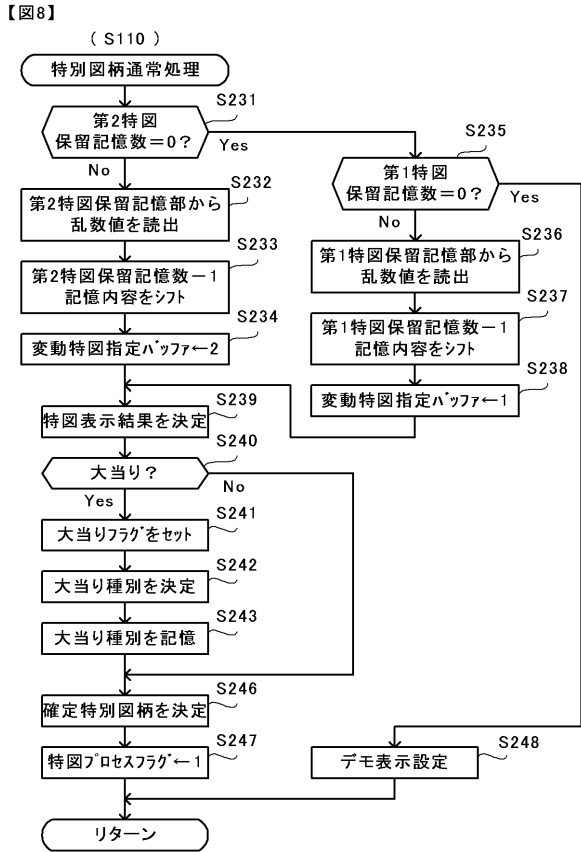 【図8】
(S110)
特別図柄通常処理
S231
第2特図
保留記憶数＝0？
Yes
No
S232
第2特図保留記憶部から
乱数値を読出
S233
第2特図保留記憶数－1
記憶内容をｼﾌﾄ
S234
変動特図指定ﾊﾞｯﾌｧ←2
S235
第1特図
保留記憶数＝0？
Yes
No
S236
第1特図保留記憶部から
乱数値を読出
S237
第1特図保留記憶数－1
記憶内容をｼﾌﾄ
S238
変動特図指定ﾊﾞｯﾌｧ←1
S239
特図表示結果を決定
S240
大当り？
No
Yes
S241
大当りﾌﾗｸﾞをｾｯﾄ
S242
大当り種別を決定
S243
大当り種別を記憶
S246
確定特別図柄を決定
S247
特図ﾌﾟﾛｾｽﾌﾗｸﾞ←1
S248
デモ表示設定
リターン